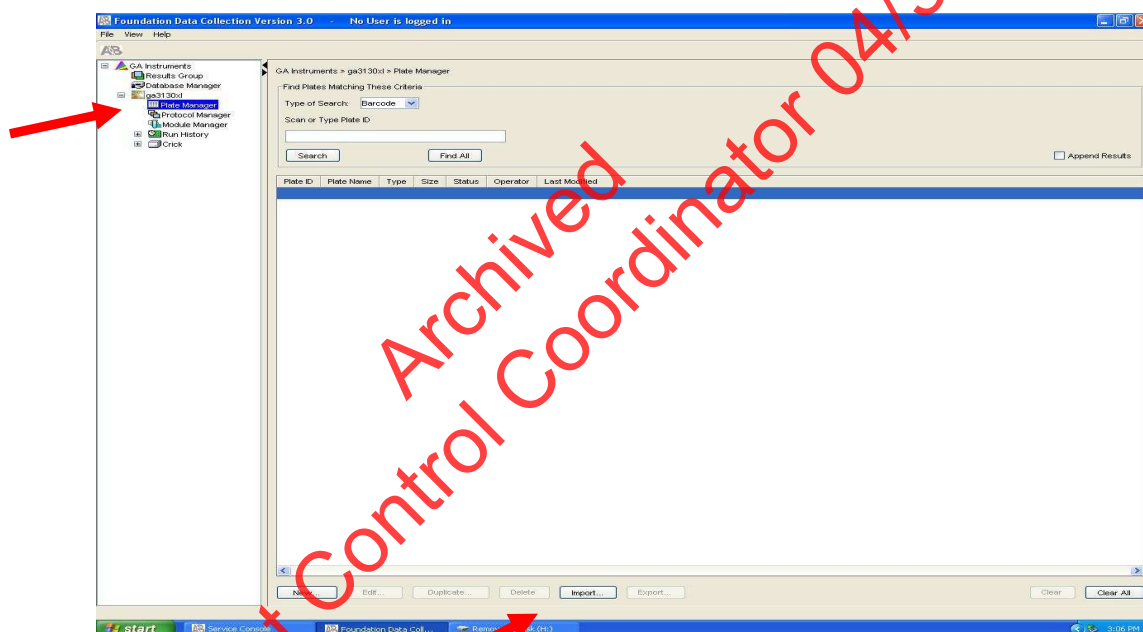 Foundation Data Collection Version 3.0 - No User is logged in
File View Help
AB
GA Instruments
Results Group
Database Manager
ga3130xl
Plate Manager
Protocol Manager
Module Manager
Run History
Crick
GA Instruments > ga3130xl > Plate Manager
Find Plates Matching These Criteria
Type of Search: Barcode
Scan or Type Plate ID
Search Find All Append Results
Plate ID Plate Name Type Size Status Operator Last Modified
New... Edit... Duplicate... Delete Import... Export... Clear Clear All
start Service Console Foundation Data Coll... (H:) 3:06 PM
Archived
Control Coordinator 04/